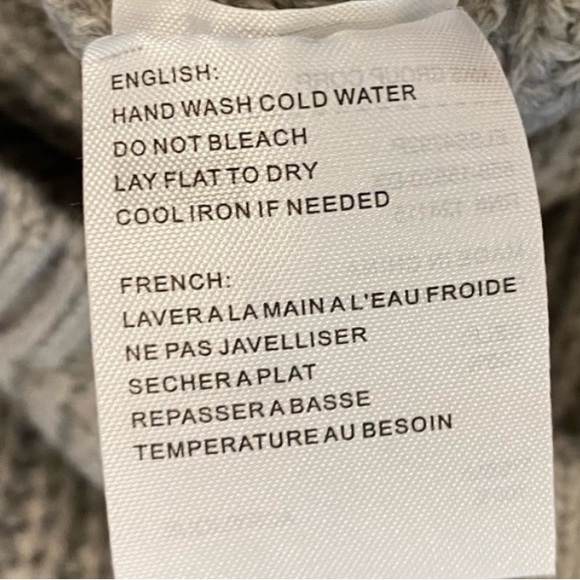 ENGLISH:
HAND WASH COLD WATER
DO NOT BLEACH
LAY FLAT TO DRY
COOL IRON IF NEEDED
FRENCH:
LAVER A LA MAIN A L'EAU FROIDE
NE PAS JAVELLISER
SECHER A PLAT
REPASSER A BASSE
TEMPERATURE AU BESOIN